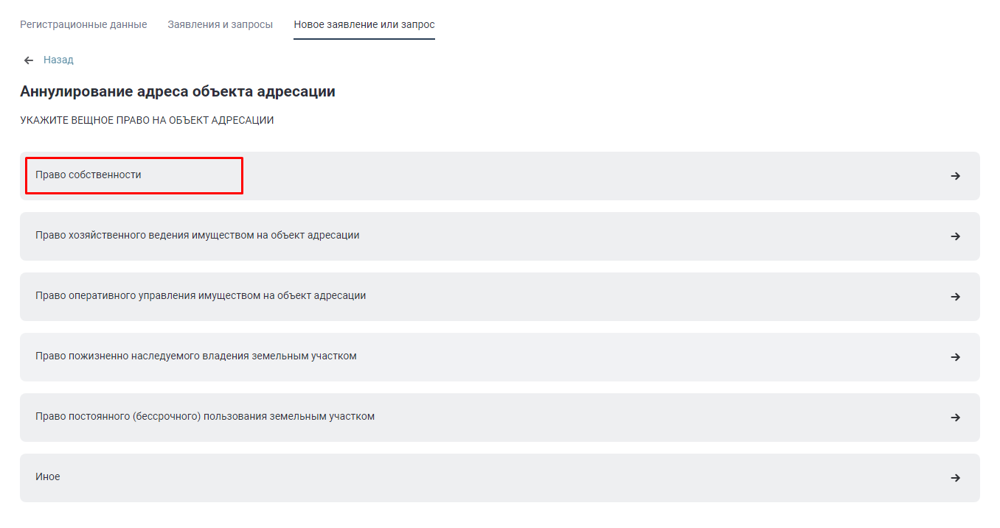 Регистрационные данные Заявления и запросы Новое заявление или запрос
Назад
Аннулирование адреса объекта адресации
УКАЖИТЕ ВЕЩНОЕ ПРАВО НА ОБЪЕКТ АДРЕСАЦИИ
Право собственности
Право хозяйственного ведения имуществом на объект адресации
Право оперативного управления имуществом на объект адресации
Право пожизненно наследуемого владения земельным участком
Право постоянного (бессрочного) пользования земельным участком
Иное